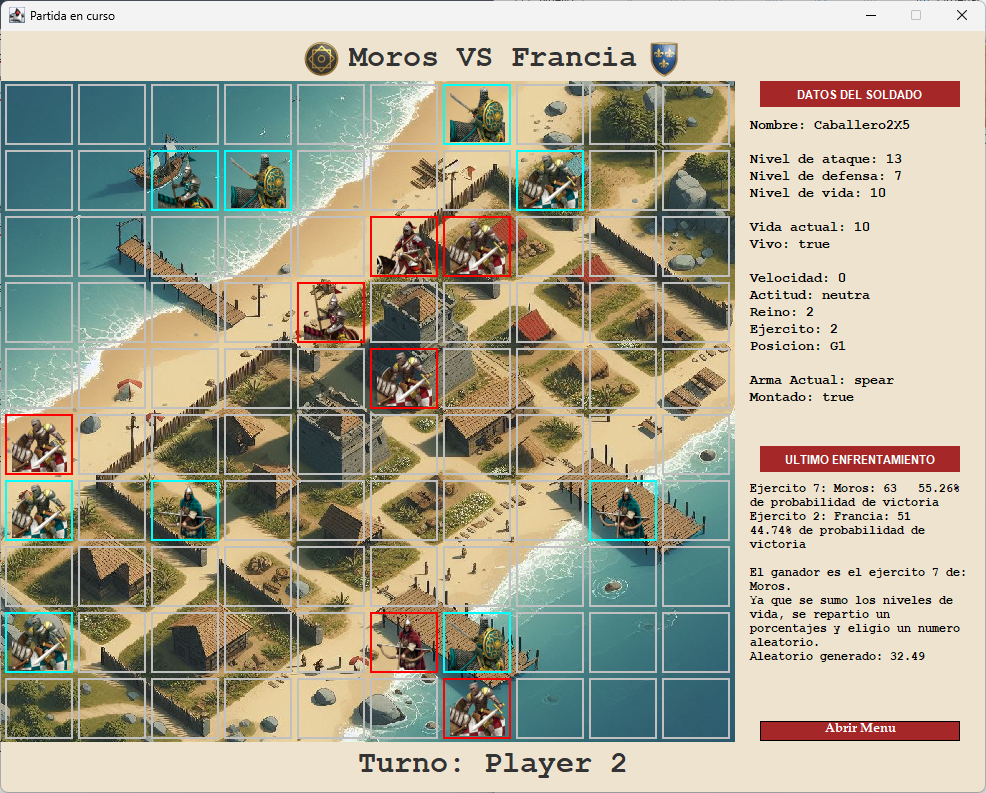 Partida en curso
Moros VS Francia
DATOS DEL SOLDADO
Nombre: Caballero2X5
Nivel de ataque: 13
Nivel de defensa: 7
Nivel de vida: 10
Vida actual: 10
Vivo: true
Velocidad: 0
Actitud: neutra
Reino: 2
Ejercito: 2
Posicion: G1
Arma Actual: spear
Montado: true
ULTIMO ENFRENTAMIENTO
Ejercito 7: Moros: 63   55.26%
de probabilidad de victoria
Ejercito 2: Francia: 51
44.74% de probabilidad de
victoria
El ganador es el ejercito 7 de:
Moros.
Ya que se sumo los niveles de
vida, se repartio un
porcentajes y eligio un numero
aleatorio.
Aleatorio generado: 32.49
Abrir Menu
Turno: Player 2